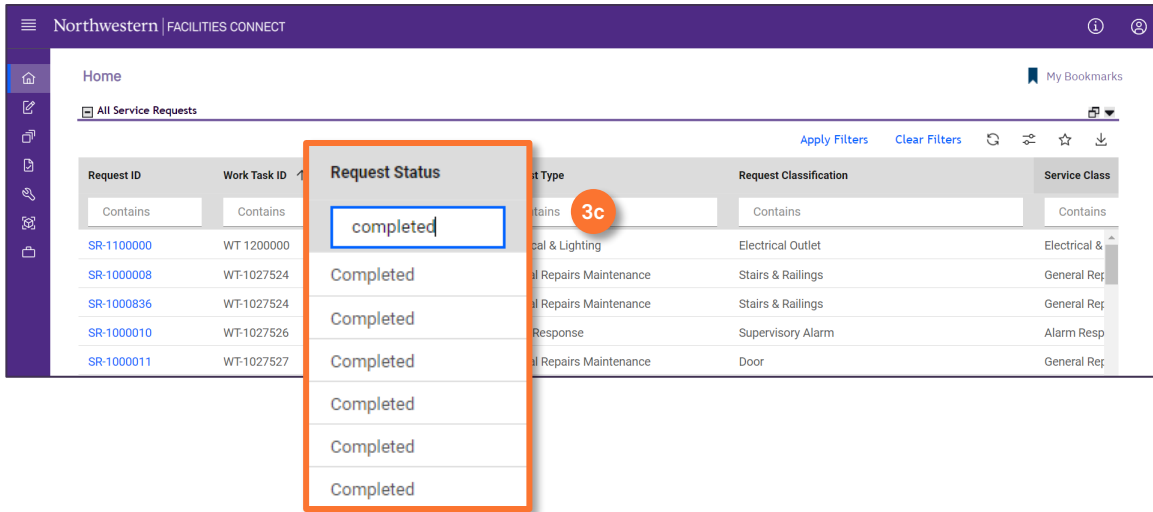 Northwestern | FACILITIES CONNECT
Home
My Bookmarks
All Service Requests
Apply Filters Clear Filters
Request ID Work Task ID Request Status st Type Request Classification Service Class
Contains Contains completed tains 3c Contains Contains
SR-1100000 WT 1200000 Completed cal & Lighting Electrical Outlet Electrical &
SR-1000008 WT-1027524 Completed al Repairs Maintenance Stairs & Railings General Rep
SR-1000836 WT-1027524 Completed al Repairs Maintenance Stairs & Railings General Rep
SR-1000010 WT-1027526 Completed Response Supervisory Alarm Alarm Resp
SR-1000011 WT-1027527 Completed al Repairs Maintenance Door General Rep
Completed